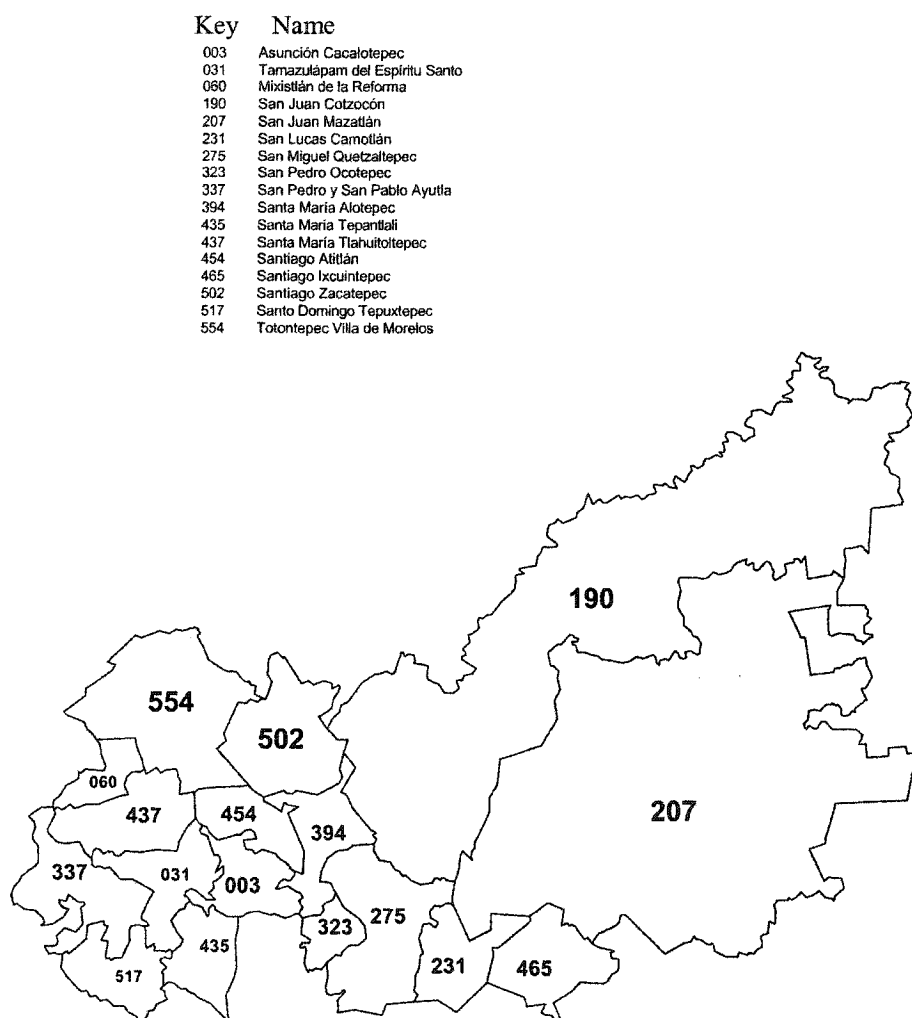 Key Name
003 Asunción Cacalotepec
031 Tamazulápam del Espíritu Santo
060 Mixistlán de la Reforma
190 San Juan Cotzocón
207 San Juan Mazatlán
231 San Lucas Camotlán
275 San Miguel Quetzaltepec
323 San Pedro Ocotepec
337 San Pedro y San Pablo Ayutla
394 Santa María Alotepec
435 Santa María Tepantlali
437 Santa María Tlahuitoltepec
454 Santiago Atitlán
465 Santiago Ixcuintepec
502 Santiago Zacatepec
517 Santo Domingo Tepuxtepec
554 Totontepec Villa de Morelos
190
554
502
060
437
454
394
207
337
031
003
275
323
435
517
231
465